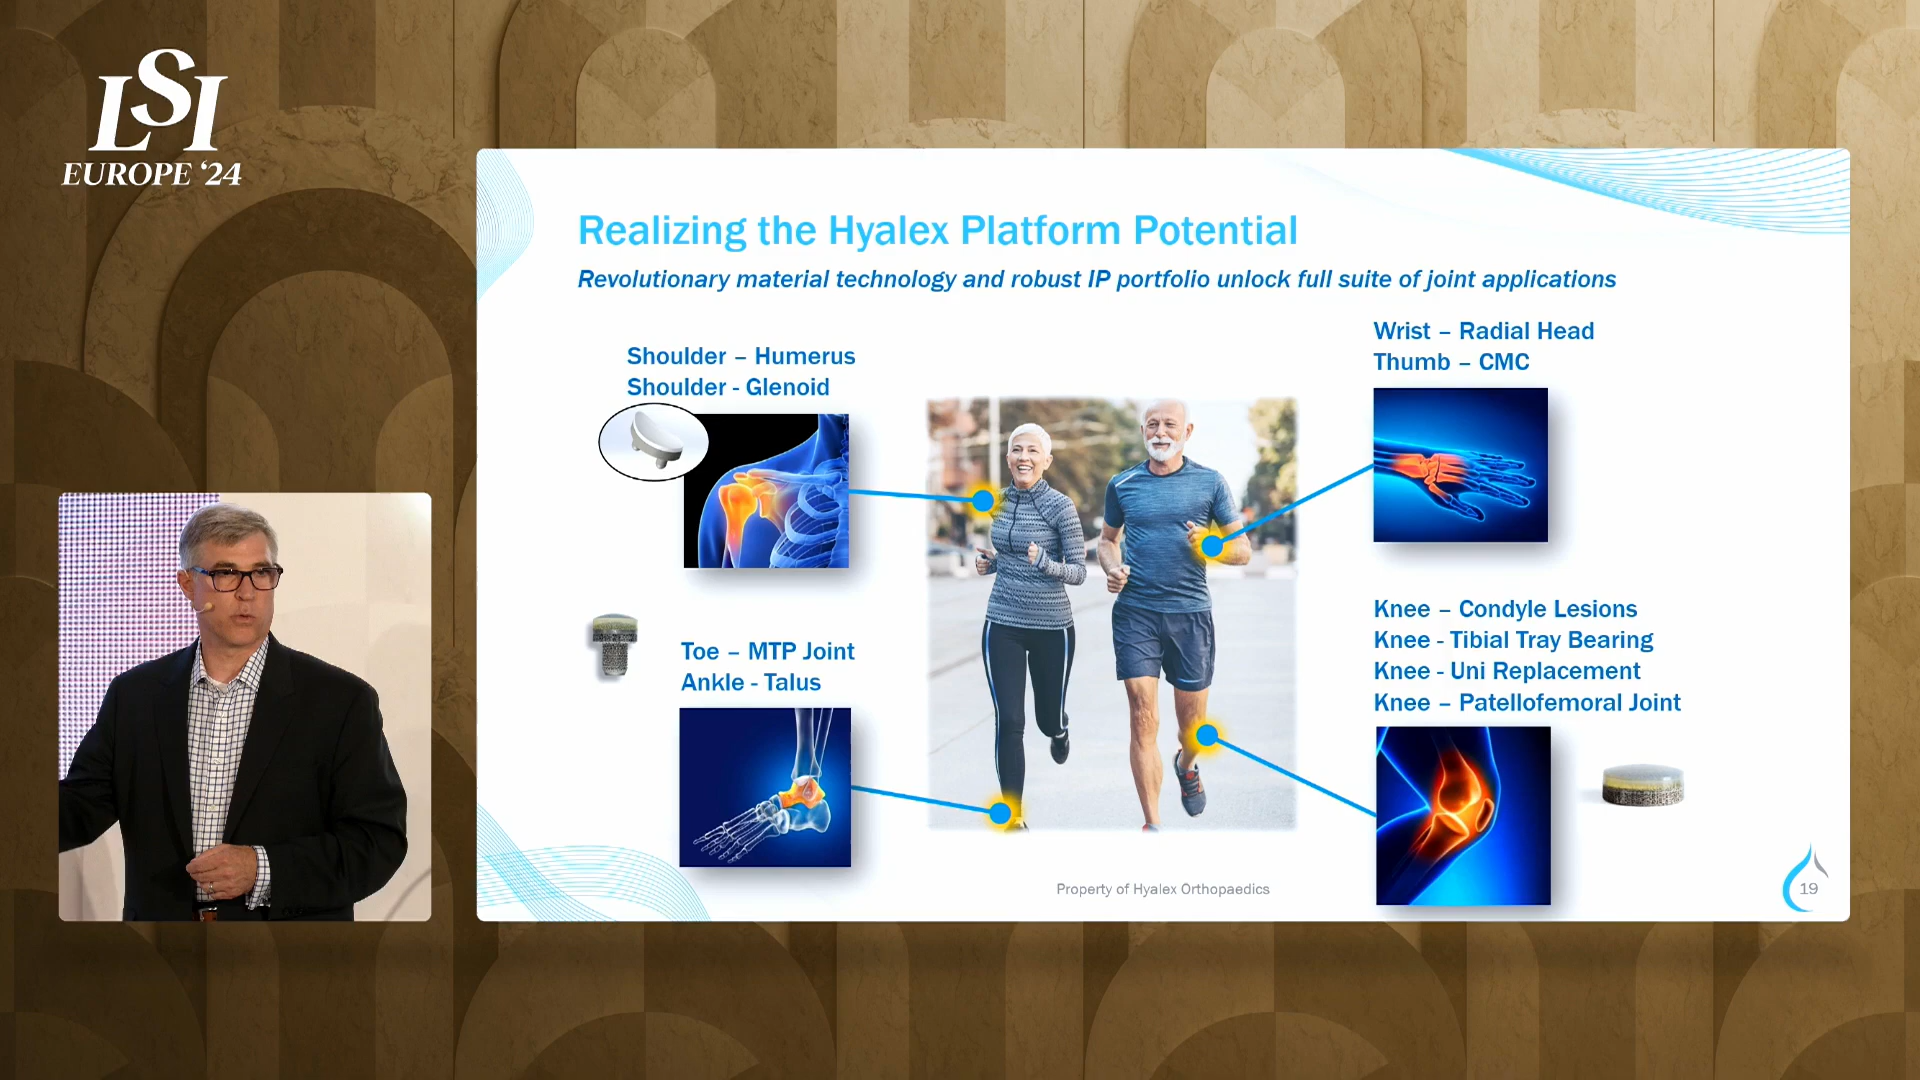 LSI
EUROPE ‘24
Realizing the Hyalex Platform Potential
Revolutionary material technology and robust IP portfolio unlock full suite of joint applications
Shoulder – Humerus
Shoulder - Glenoid
Wrist – Radial Head
Thumb – CMC
Toe – MTP Joint
Ankle - Talus
Knee – Condyle Lesions
Knee - Tibial Tray Bearing
Knee - Uni Replacement
Knee – Patellofemoral Joint
Property of Hyalex Orthopaedics
19